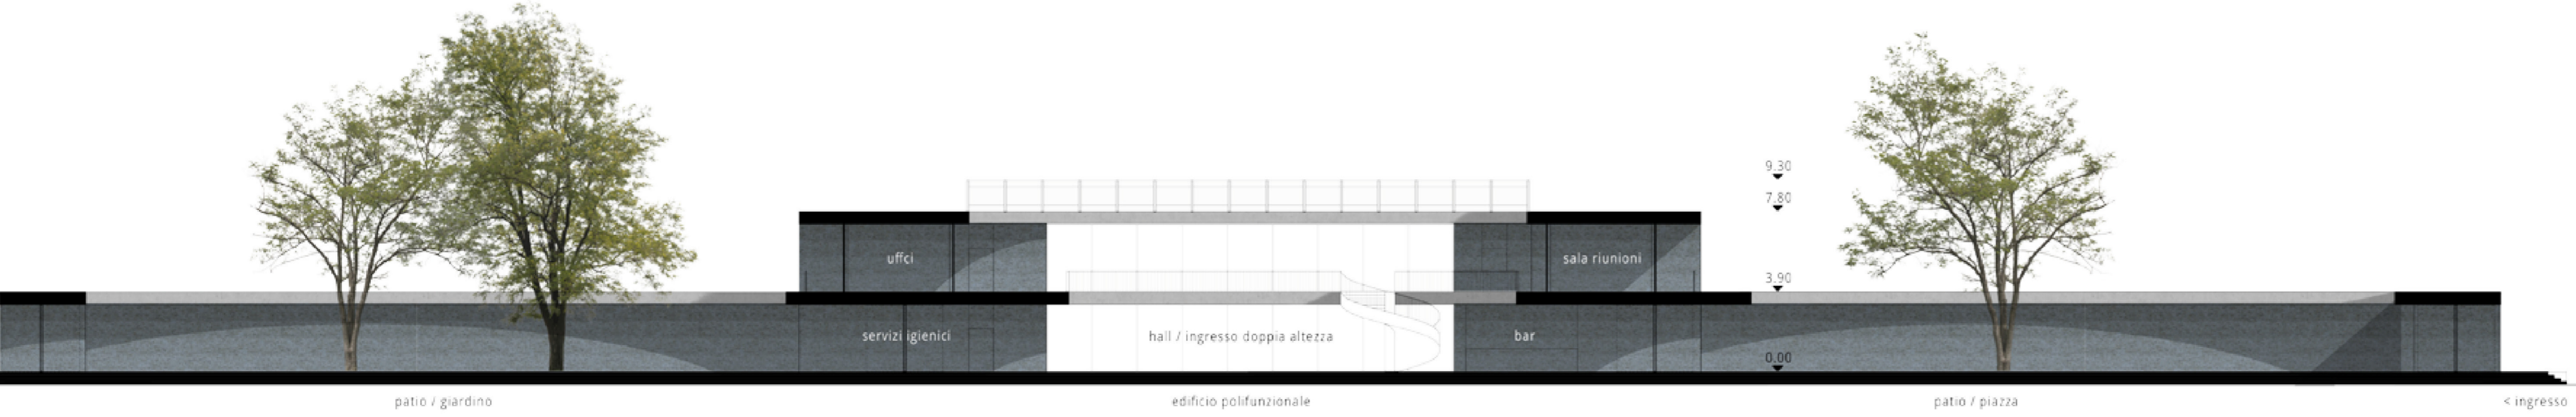 9.30
7.80
uffci
sala riunioni
3.90
servizi igienici
hall / ingresso doppia altezza
bar
0.00
patio / giardino
edificio polifunzionale
patio / piazza
< ingresso